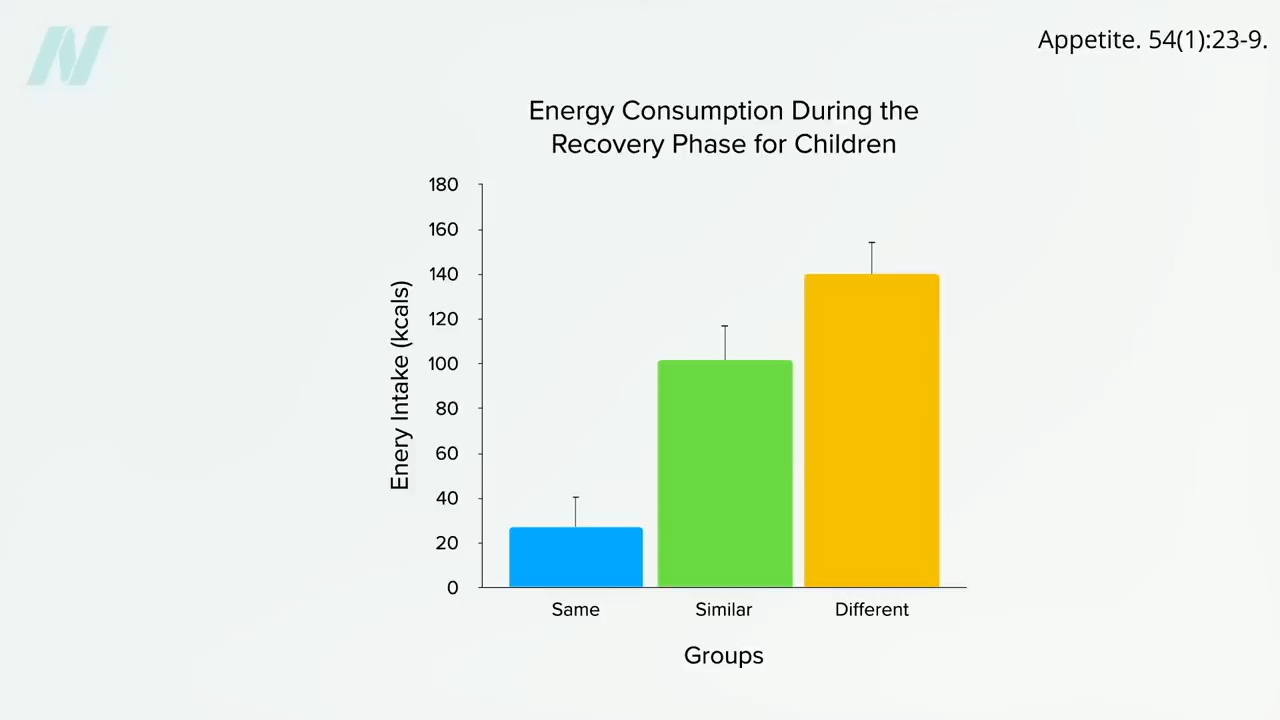 Appetite. 54(1):23-9.
Energy Consumption During the
Recovery Phase for Children
180
160
140
120
100
80
60
40
20
0
Enery Intake (kcals)
Same
Similar
Different
Groups